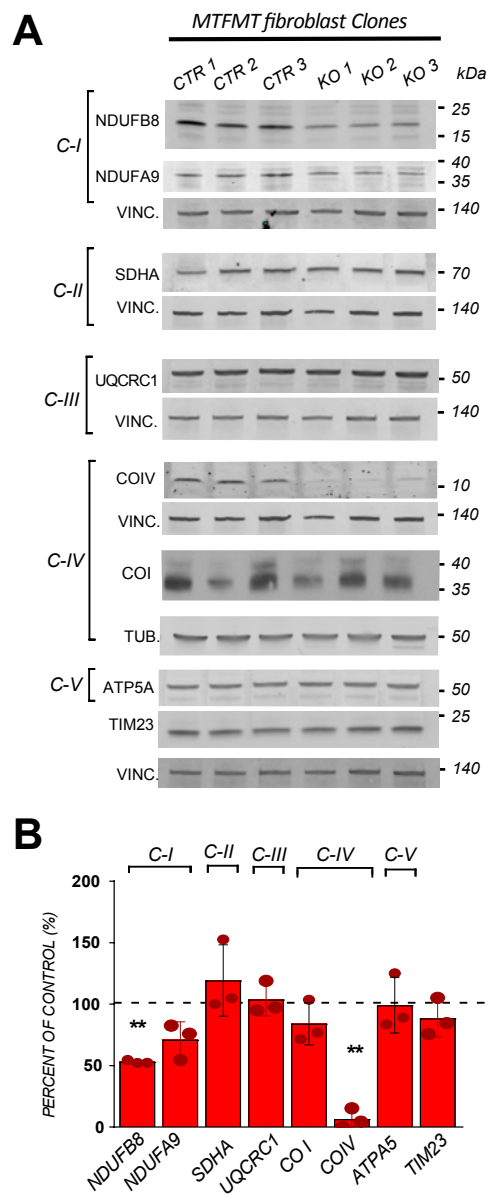 A
MTFMT fibroblast Clones
CTR 1 CTR 2 CTR 3 KO 1 KO 2 KO 3 kDa
C-I
NDUFB8 25 15
NDUFA9 40 35
VINC. 140
C-II
SDHA 70
VINC. 140
C-III
UQCRC1 50
VINC. 140
C-IV
COIV 10
VINC. 140
COI 40 35
TUB. 50
C-V
ATP5A 50
TIM23 25
VINC. 140
B
C-I C-II C-III C-IV C-V
PERCENT OF CONTROL (%)
200
150
100
50
0
** **
NDUFB8 NDUFA9 SDHA UQCRC1 CO I COIV ATPA5 TIM23